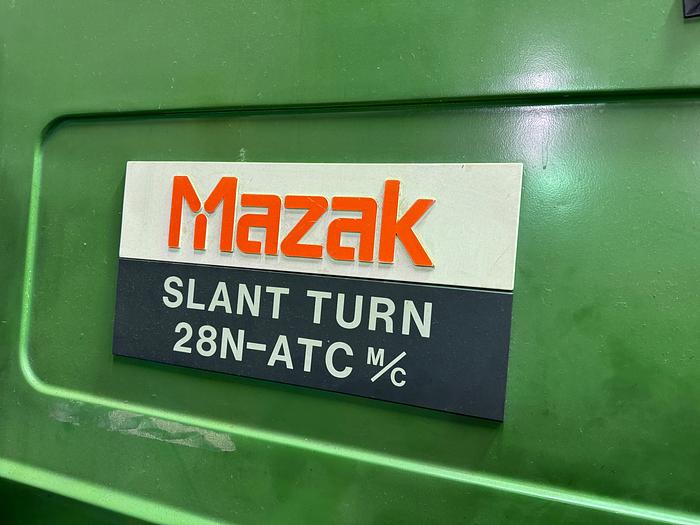 Mazak
SLANT TURN
28N-ATC M/C